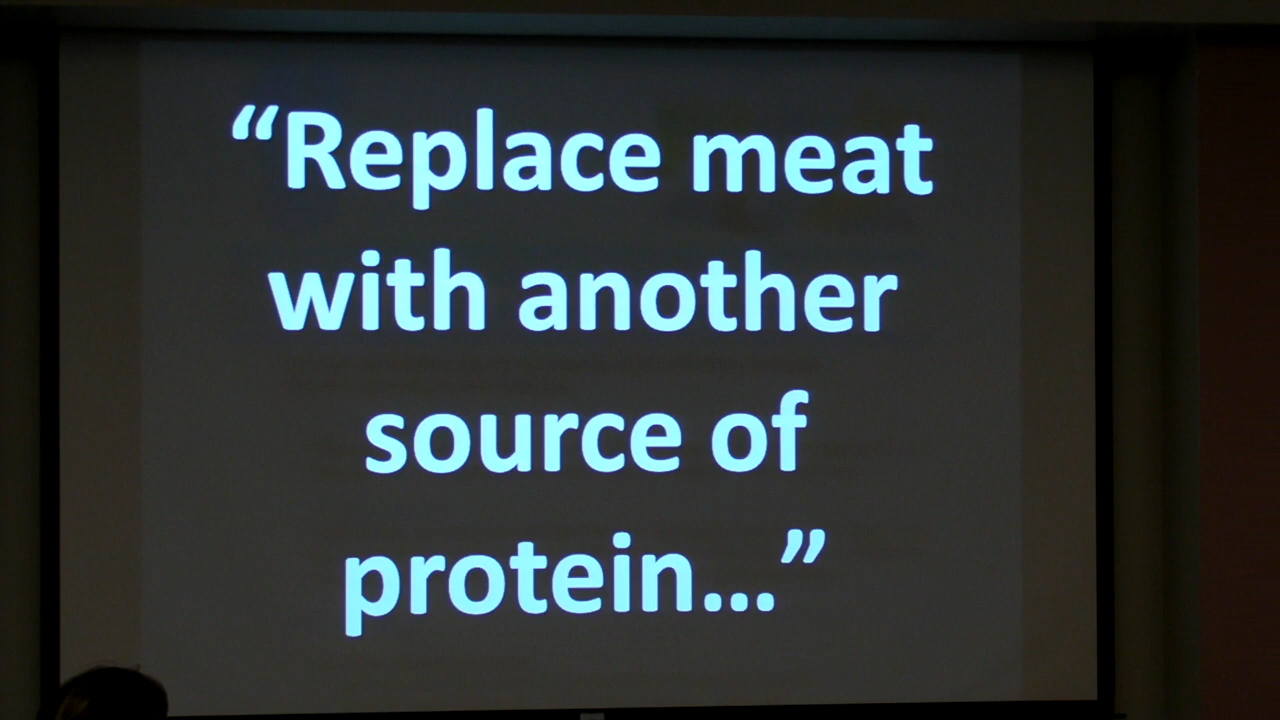 “Replace meat
with another
source of
protein...”